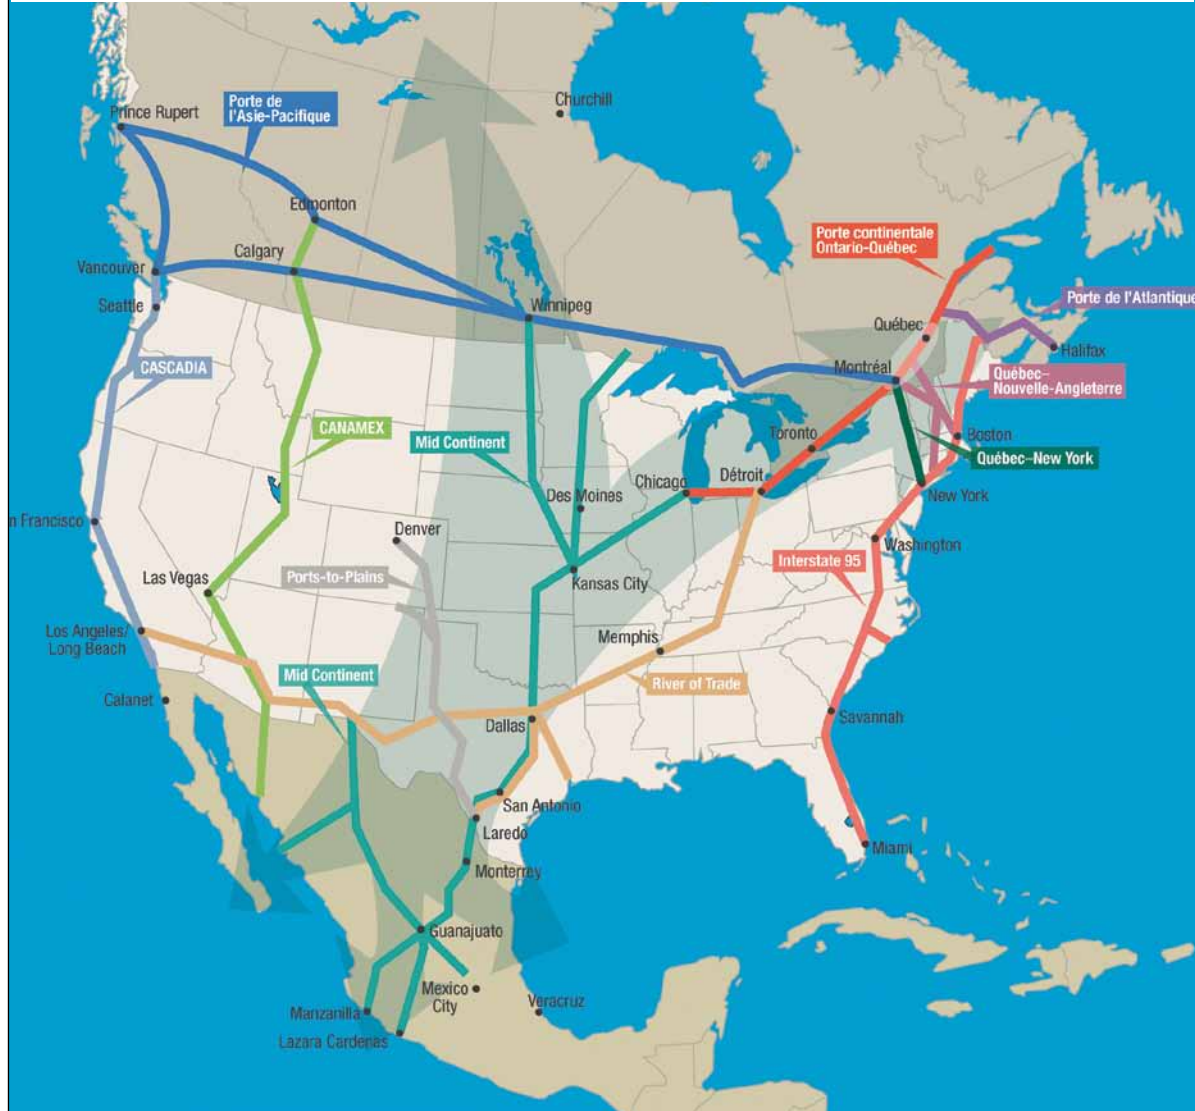 Churchill
Prince Rupert
Porte de
l'Asie-Pacifique
Edmonton
Calgary
Vancouver
Seattle
Winnipeg
Porte continentale
Ontario-Québec
Porte de l'Atlantique
Québec
Halifax
Montréal
Québec–
Nouvelle-Angleterre
CASCADIA
CANAMEX
Mid Continent
Toronto
Boston
Québec–New York
Chicago
Détroit
Des Moines
New York
n Francisco
Denver
Washington
Interstate 95
Las Vegas
Ports-to-Plains
Kansas City
Los Angeles/
Long Beach
Memphis
Mid Continent
River of Trade
Calanet
Dallas
Savannah
San Antonio
Laredo
Miami
Monterrey
Guanajuato
Mexico
City
Veracruz
Manzanilla
Lazara Cardenas